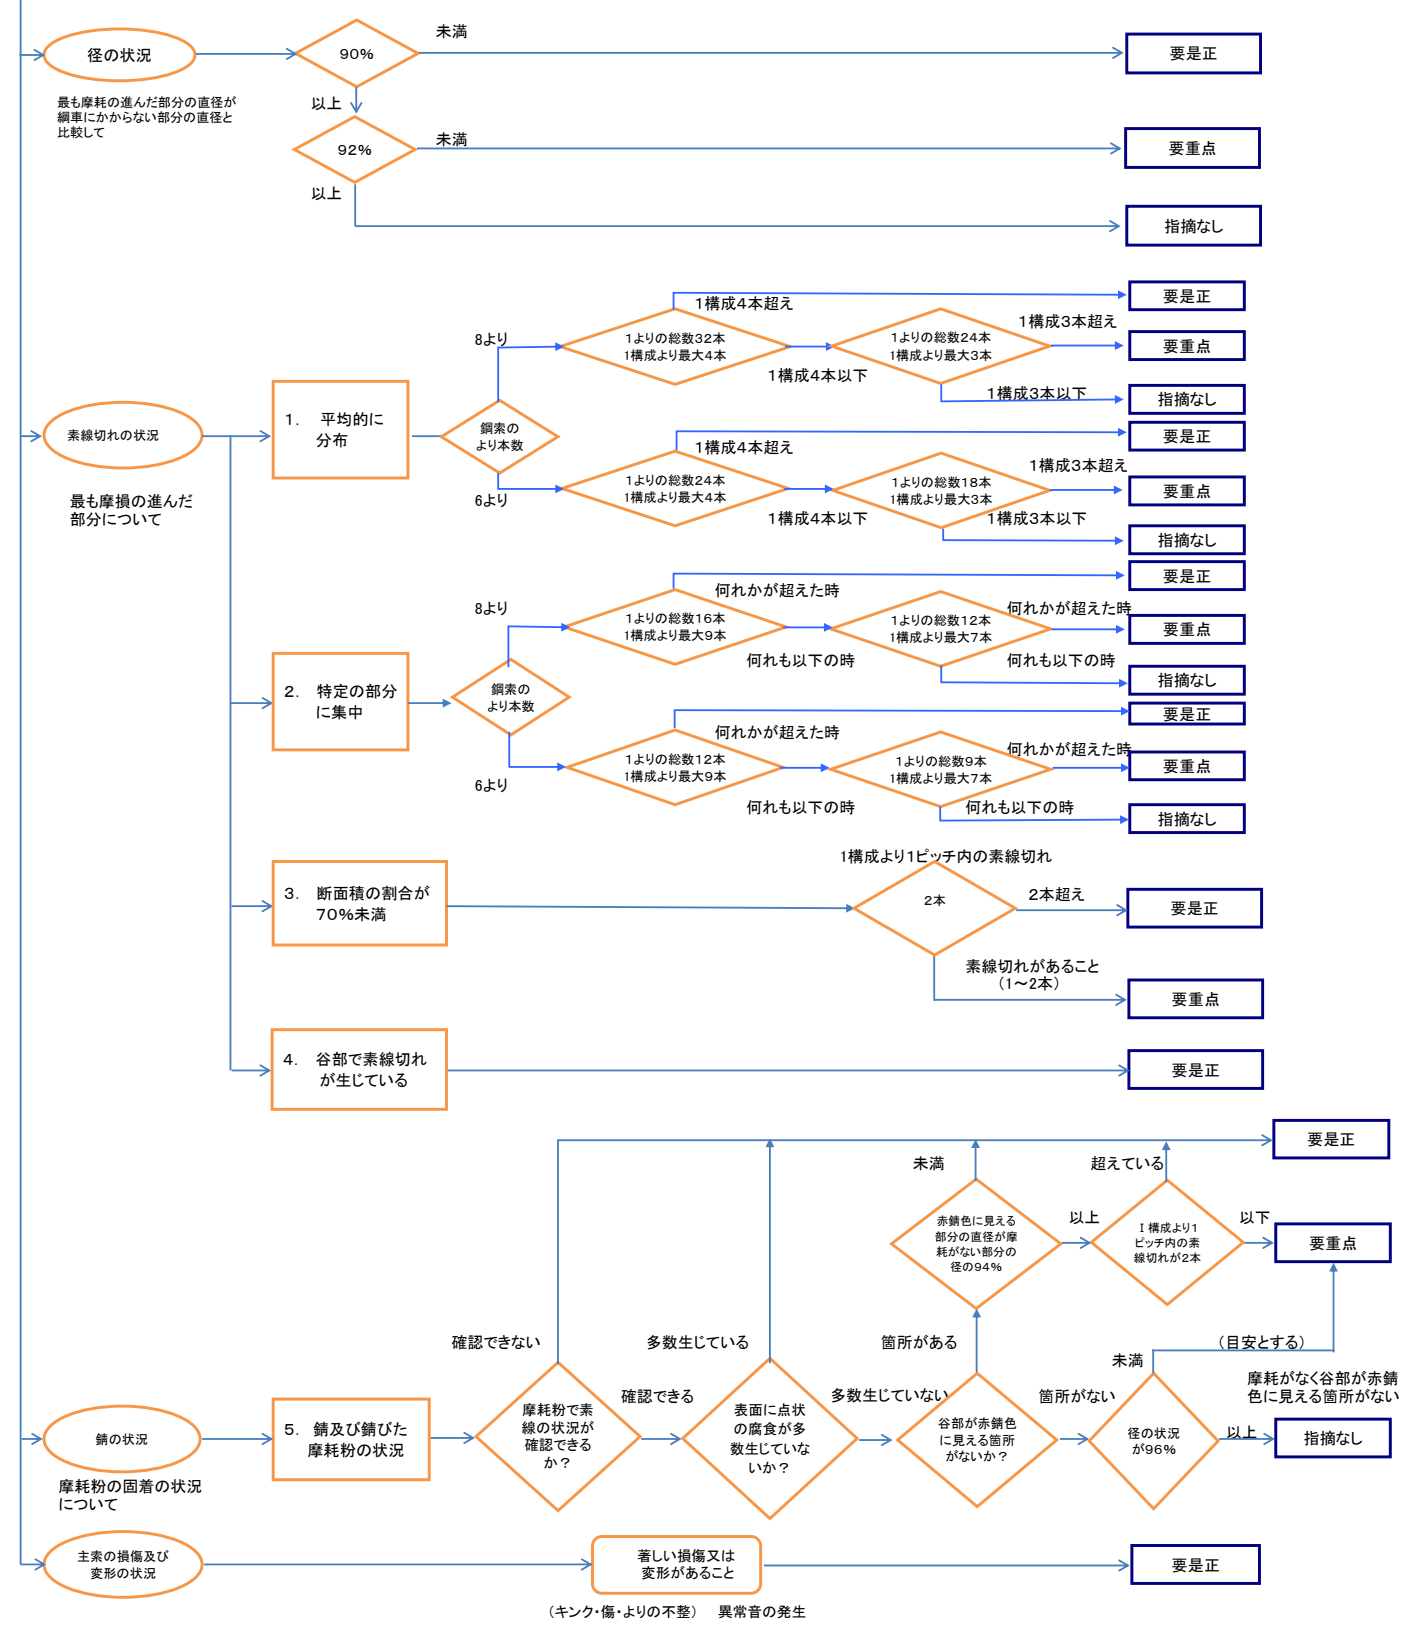 径の状況
90%
未満
要是正
最も摩耗の進んだ部分の直径が
綱車にかからない部分の直径と
比較して
以上
92%
未満
要重点
以上
指摘なし
素線切れの状況
最も摩損の進んだ
部分について
1. 平均的に
分布
鋼索の
より本数
8より
1よりの総数32本
1構成より最大4本
1構成4本超え
要是正
1構成4本以下
1よりの総数24本
1構成より最大3本
1構成3本超え
要重点
1構成3本以下
指摘なし
6より
1よりの総数24本
1構成より最大4本
1構成4本超え
要是正
1構成4本以下
1よりの総数18本
1構成より最大3本
1構成3本超え
要重点
1構成3本以下
指摘なし
2. 特定の部分
に集中
鋼索の
より本数
8より
1よりの総数16本
1構成より最大9本
何れかが超えた時
要是正
何れも以下の時
1よりの総数12本
1構成より最大7本
何れかが超えた時
要重点
何れも以下の時
指摘なし
6より
1よりの総数12本
1構成より最大9本
何れかが超えた時
要是正
何れも以下の時
1よりの総数9本
1構成より最大7本
何れかが超えた時
要重点
何れも以下の時
指摘なし
3. 断面積の割合が
70%未満
1構成より1ピッチ内の素線切れ
2本
2本超え
要是正
素線切れがあること
(1～2本)
要重点
4. 谷部で素線切れ
が生じている
要是正
錆の状況
摩耗粉の固着の状況
について
5. 錆及び錆びた
摩耗粉の状況
摩耗粉で素
線の状況が
確認できる
か？
確認できない
要是正
確認できる
表面に点状
の腐食が多
数生じていな
いか？
多数生じている
多数生じていない
谷部が赤錆色
に見える箇所
がないか？
箇所がある
赤錆色に見える
部分の直径が摩
耗がない部分の
径の94%
未満
以上
I 構成より1
ピッチ内の素
線切れが2本
超えている
以下
要重点
箇所がない
径の状況
が96%
未満
(目安とする)
摩耗がなく谷部が赤錆
色に見える箇所がない
以上
指摘なし
主索の損傷及び
変形の状況
著しい損傷又は
変形があること
要是正
(キンク・傷・よりの不整) 異常音の発生